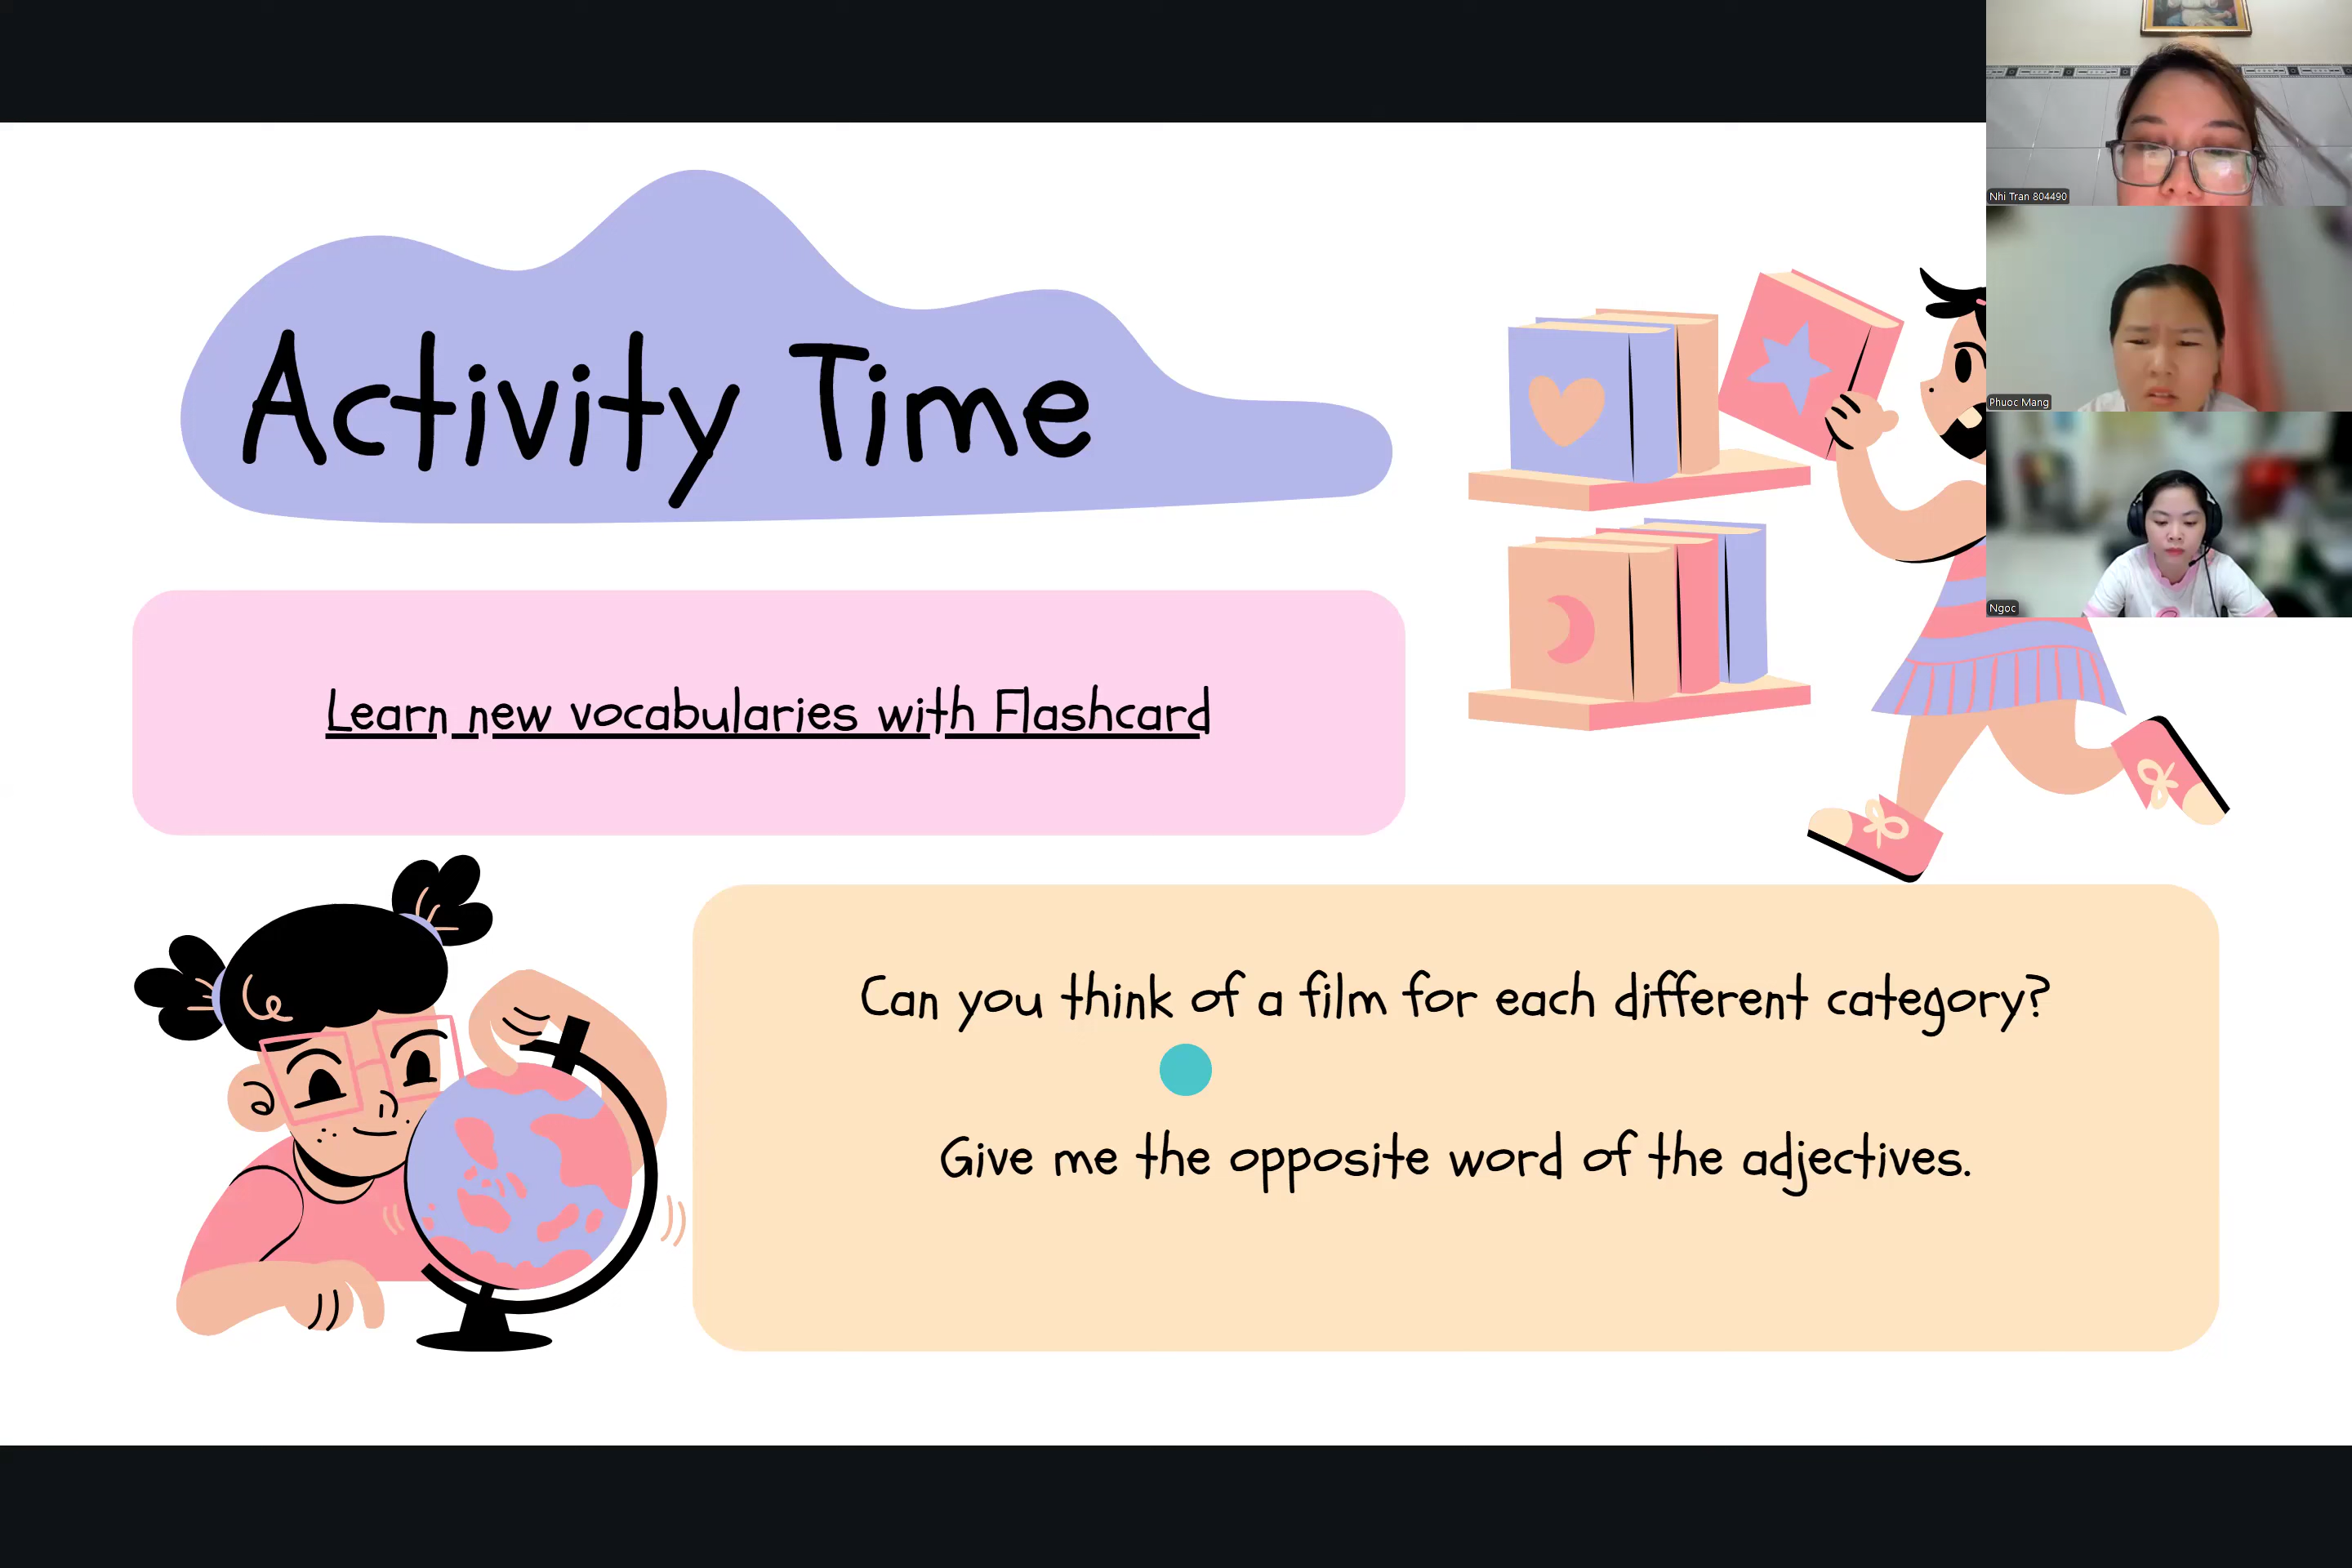 Activity Time
Learn new vocabularies with Flashcard
Can you think of a film for each different category?
Give me the opposite word of the adjectives.
Nhi Tran 804490
Phuoc Mang
Ngoc